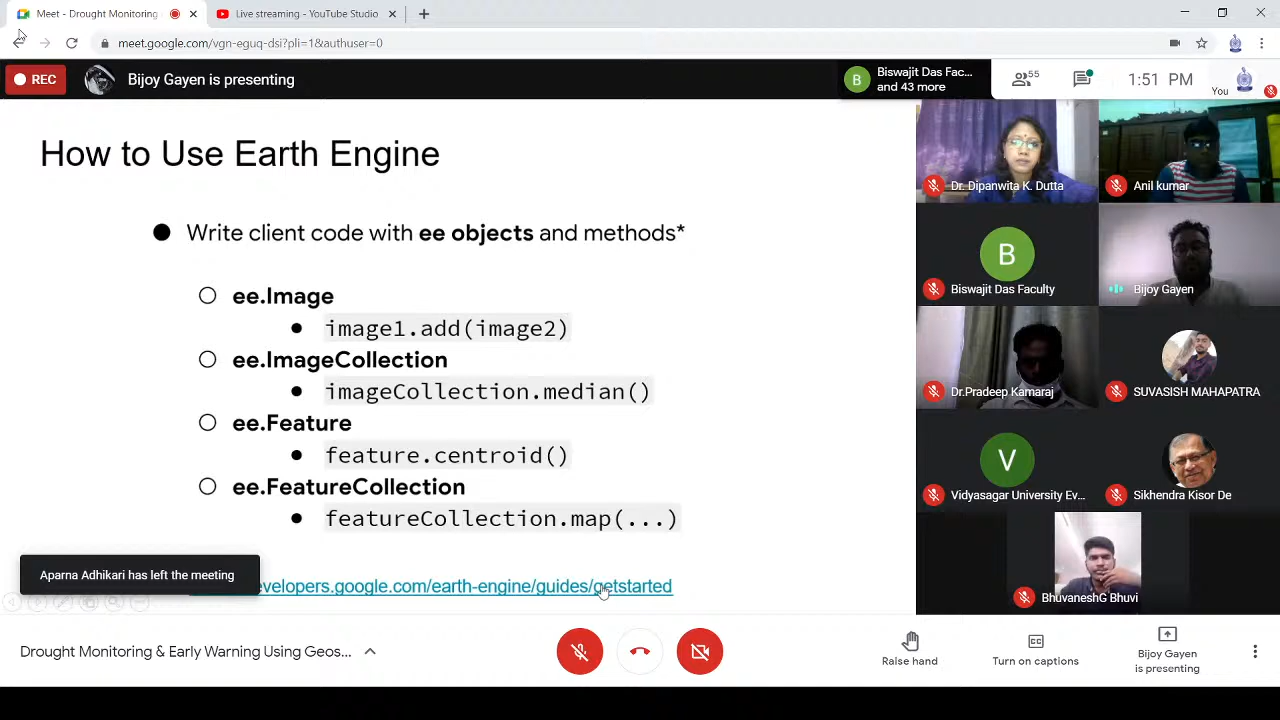 Meet - Drought Monitoring
Live streaming - YouTube Studio
meet.google.com/vgn-eguq-dsi?pli=1&authuser=0
REC
Bijoy Gayen is presenting
B
Biswajit Das Fac...
and 43 more
55
1:51 PM
You
How to Use Earth Engine
● Write client code with ee objects and methods*
○ ee.Image
● image1.add(image2)
○ ee.ImageCollection
● imageCollection.median()
○ ee.Feature
● feature.centroid()
○ ee.FeatureCollection
● featureCollection.map(...)
evelopers.google.com/earth-engine/guides/getstarted
Aparna Adhikari has left the meeting
Dr. Dipanwita K. Dutta
Anil kumar
B
Biswajit Das Faculty
Bijoy Gayen
Dr.Pradeep Kamaraj
SUVASISH MAHAPATRA
V
Vidyasagar University Ev...
Sikhendra Kisor De
BhuvaneshG Bhuvi
Drought Monitoring & Early Warning Using Geos...
Raise hand
Turn on captions
Bijoy Gayen
is presenting